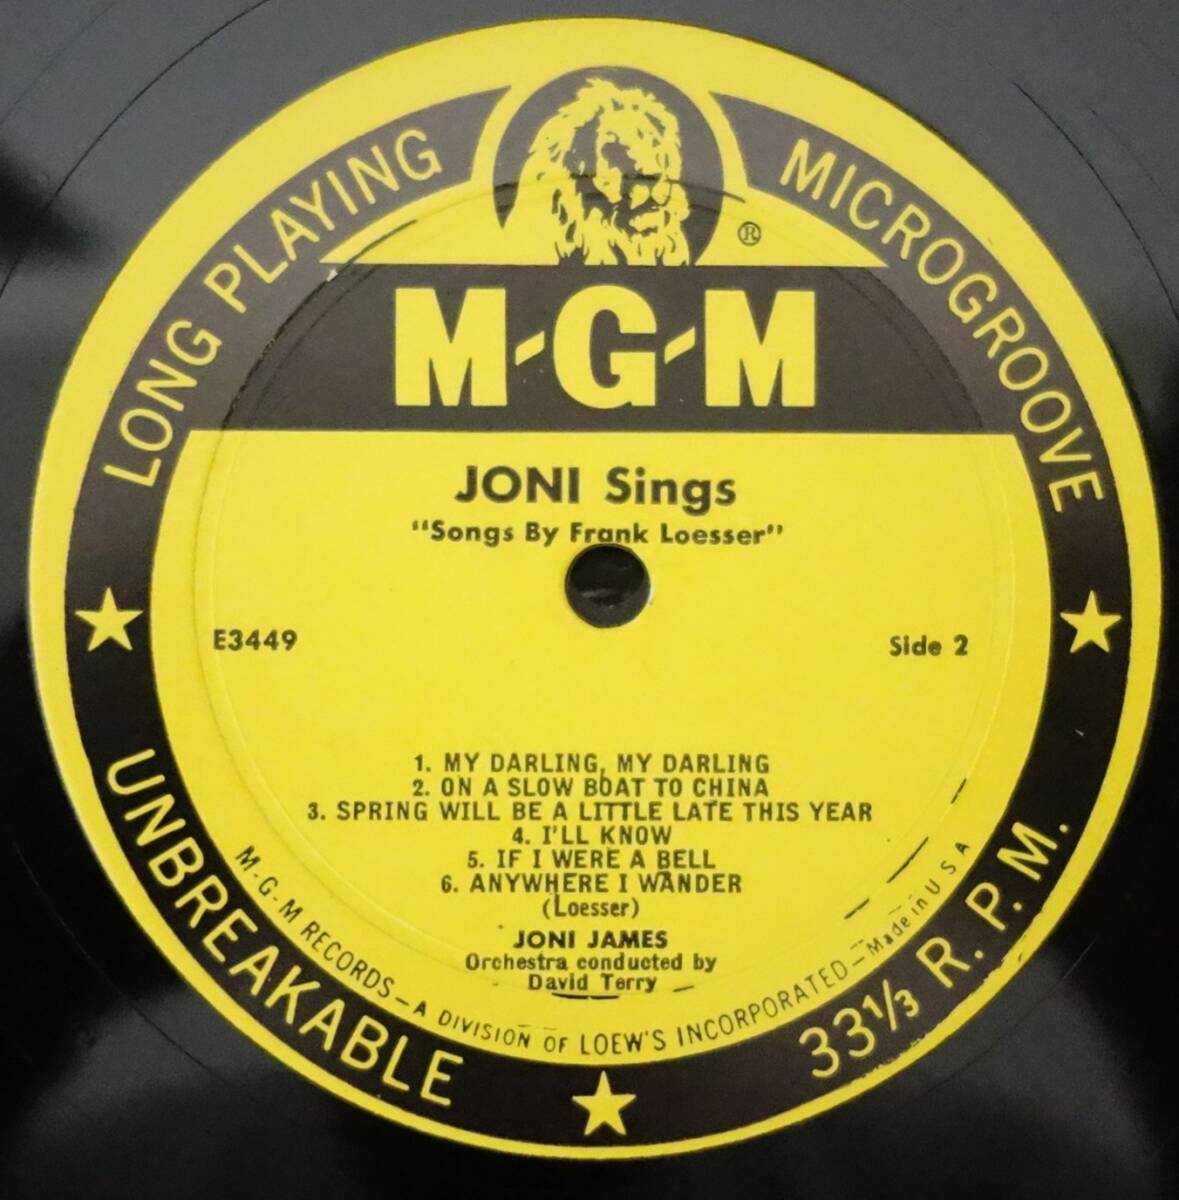 LONG PLAYING
MICROGROOVE
®
M-G-M
JONI Sings
"Songs By Frank Loesser"
E3449
Side 2
1. MY DARLING, MY DARLING
2. ON A SLOW BOAT TO CHINA
3. SPRING WILL BE A LITTLE LATE THIS YEAR
4. I'LL KNOW
5. IF I WERE A BELL
6. ANYWHERE I WANDER
(Loesser)
JONI JAMES
Orchestra conducted by
David Terry
M-G-M RECORDS—A DIVISION OF LOEW'S INCORPORATED—Made in U S A
UNBREAKABLE
33⅓ R. P. M.